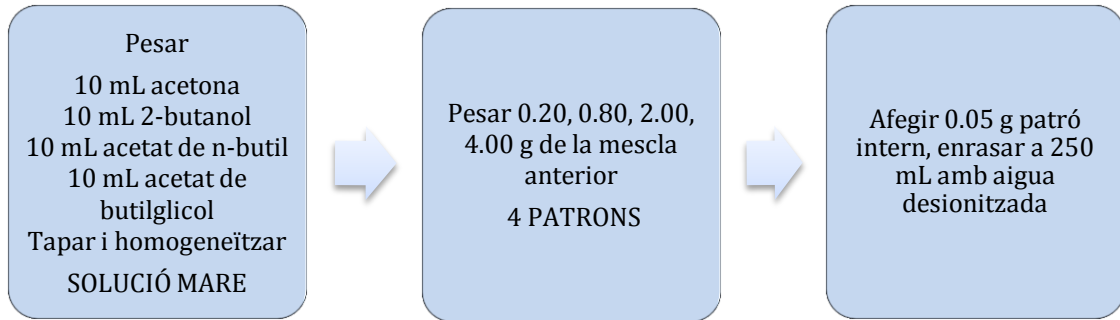 Pesar
10 mL acetona
10 mL 2-butanol
10 mL acetat de n-butil
10 mL acetat de
butilglicol
Tapar i homogeneïtzar
SOLUCIÓ MARE
Pesar 0.20, 0.80, 2.00,
4.00 g de la mescla
anterior
4 PATRONS
Afegir 0.05 g patró
intern, enrasar a 250
mL amb aigua
desionitzada